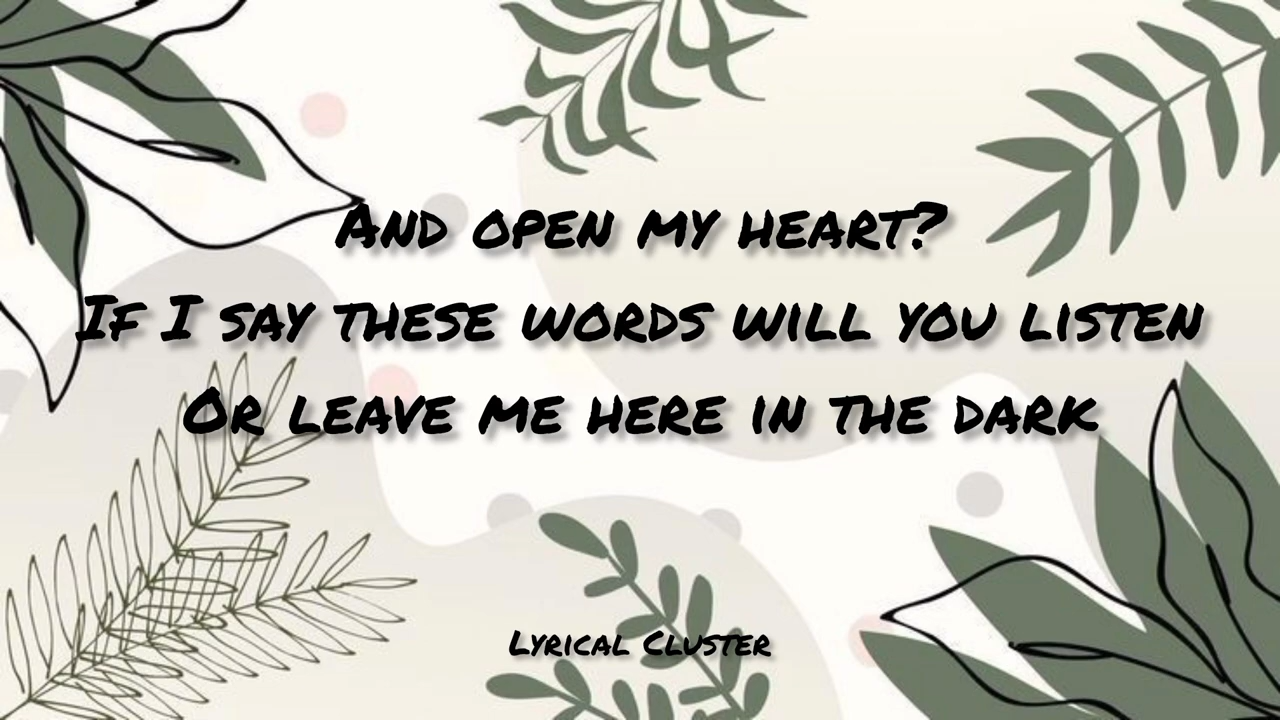 And open my heart?
If I say these words will you listen
Or leave me here in the dark
Lyrical Cluster